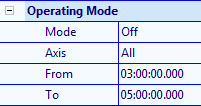 Operating Mode
Mode Off
Axis All
From 03:00:00.000
To 05:00:00.000